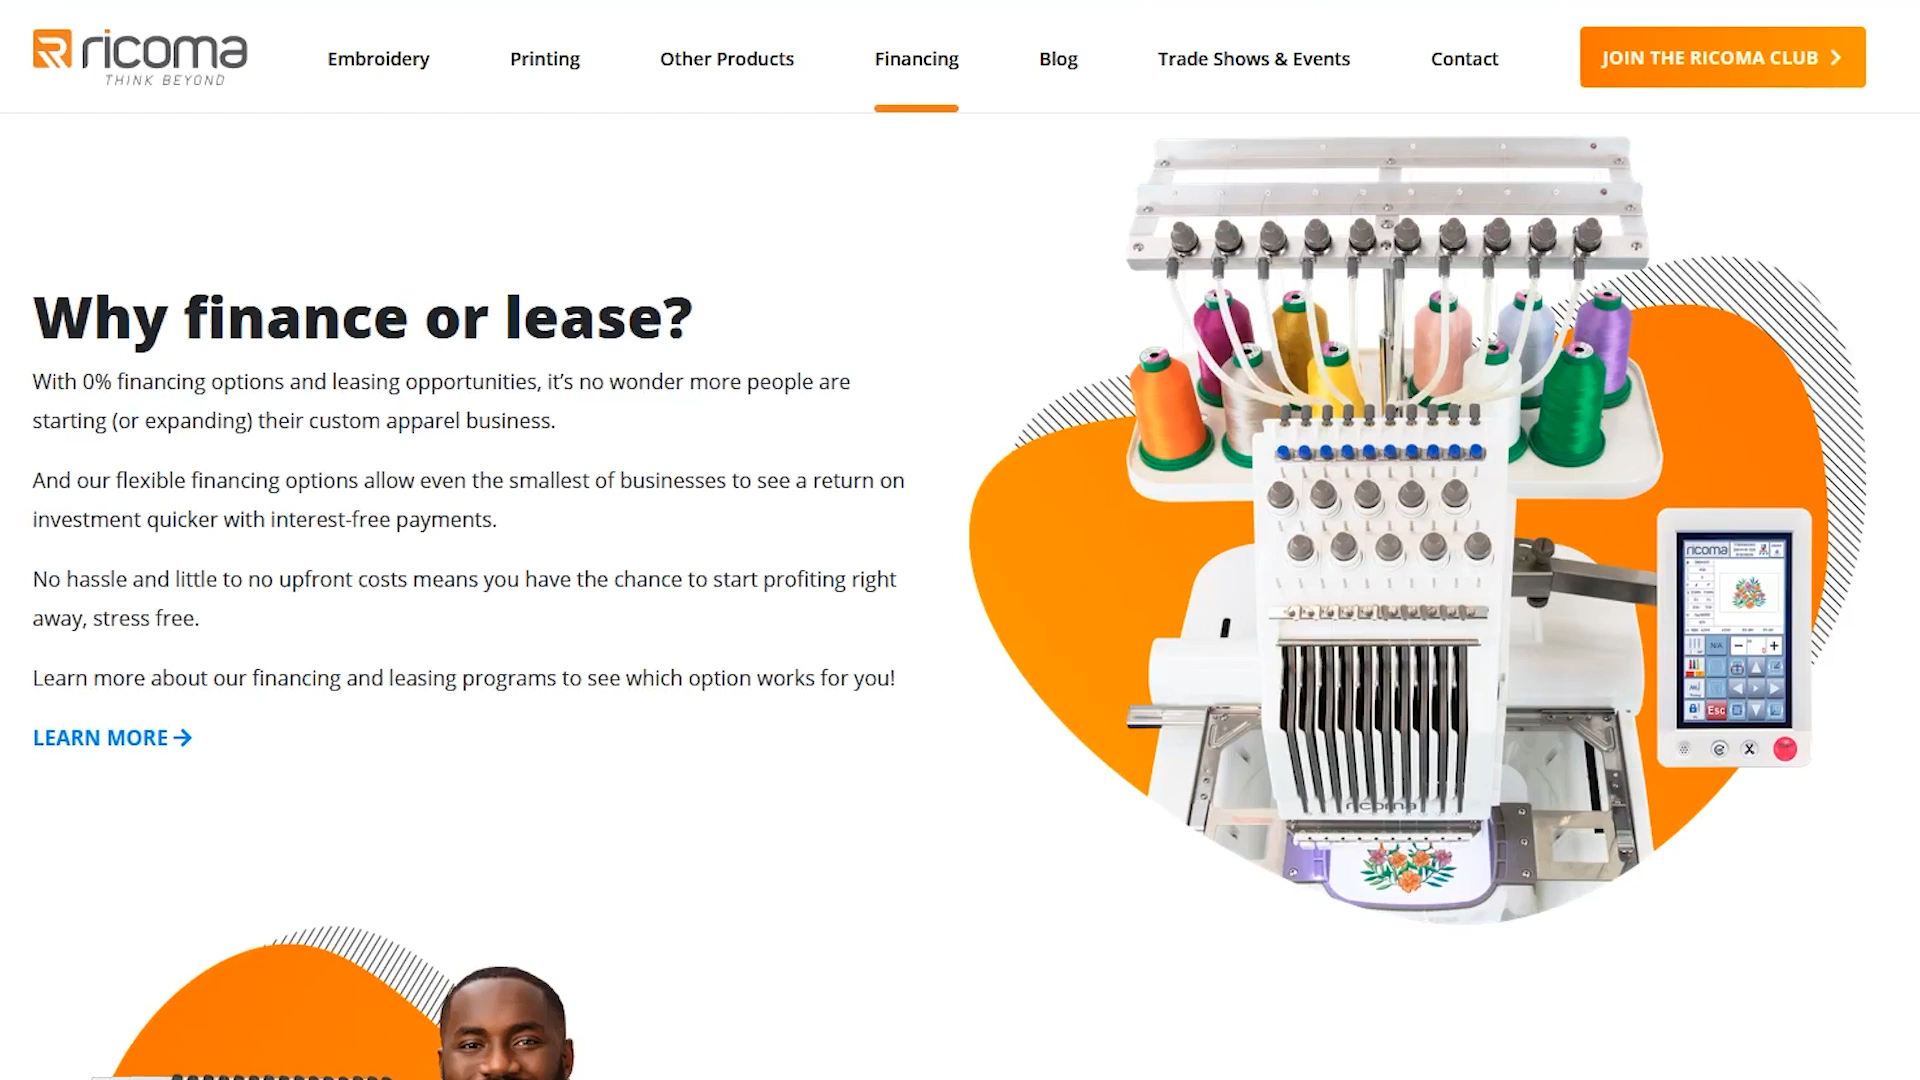 ricoma
THINK BEYOND
Embroidery
Printing
Other Products
Financing
Blog
Trade Shows & Events
Contact
JOIN THE RICOMA CLUB
Why finance or lease?
With 0% financing options and leasing opportunities, it’s no wonder more people are
starting (or expanding) their custom apparel business.
And our flexible financing options allow even the smallest of businesses to see a return on
investment quicker with interest-free payments.
No hassle and little to no upfront costs means you have the chance to start profiting right
away, stress free.
Learn more about our financing and leasing programs to see which option works for you!
LEARN MORE
ricoma
N/A
Esc
ricoma